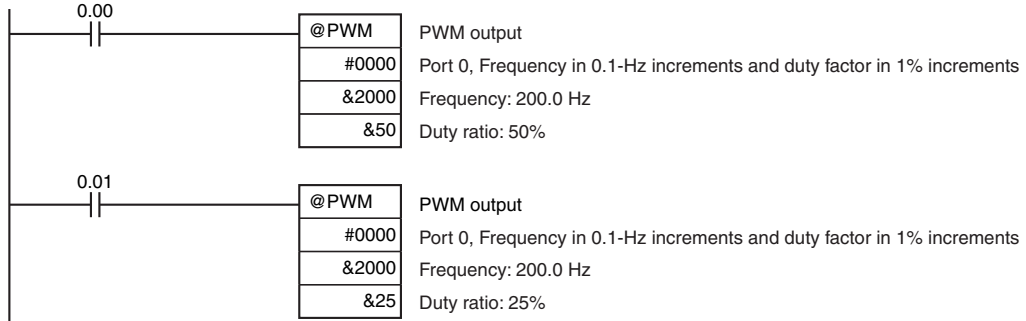 0.00
@PWM PWM output
#0000 Port 0, Frequency in 0.1-Hz increments and duty factor in 1% increments
&2000 Frequency: 200.0 Hz
&50 Duty ratio: 50%
0.01
@PWM PWM output
#0000 Port 0, Frequency in 0.1-Hz increments and duty factor in 1% increments
&2000 Frequency: 200.0 Hz
&25 Duty ratio: 25%